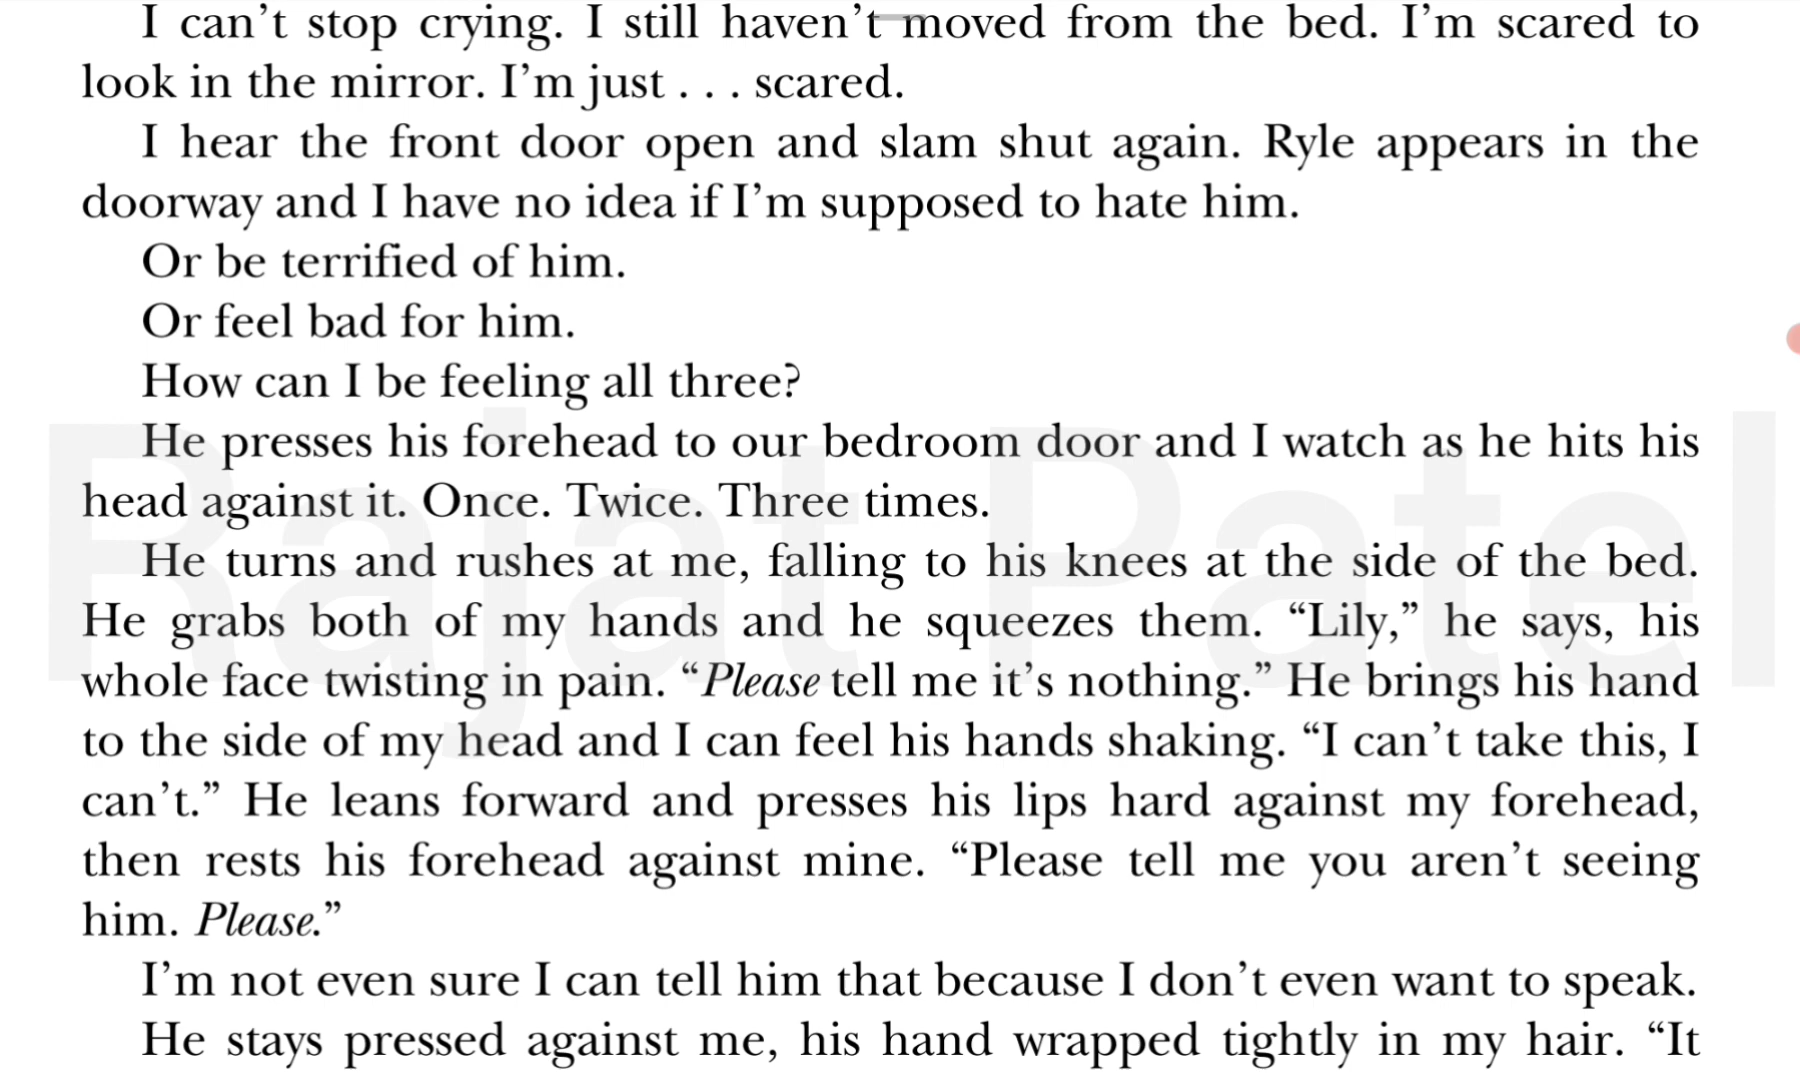 I can’t stop crying. I still haven’t moved from the bed. I’m scared to
look in the mirror. I’m just . . . scared.
I hear the front door open and slam shut again. Ryle appears in the
doorway and I have no idea if I’m supposed to hate him.
Or be terrified of him.
Or feel bad for him.
How can I be feeling all three?
He presses his forehead to our bedroom door and I watch as he hits his
head against it. Once. Twice. Three times.
He turns and rushes at me, falling to his knees at the side of the bed.
He grabs both of my hands and he squeezes them. “Lily,” he says, his
whole face twisting in pain. “Please tell me it’s nothing.” He brings his hand
to the side of my head and I can feel his hands shaking. “I can’t take this, I
can’t.” He leans forward and presses his lips hard against my forehead,
then rests his forehead against mine. “Please tell me you aren’t seeing
him. Please.”
I’m not even sure I can tell him that because I don’t even want to speak.
He stays pressed against me, his hand wrapped tightly in my hair. “It
Rajat Patel